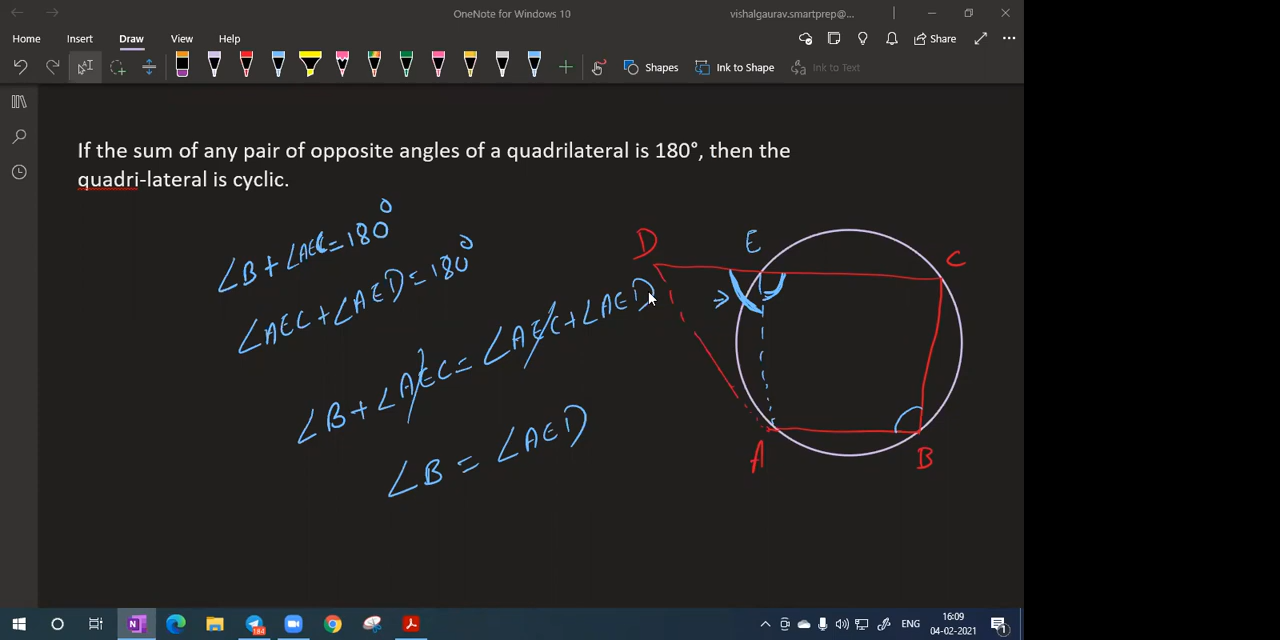 OneNote for Windows 10
vishalgaurav.smartprep@...
Home Insert Draw View Help
Share
Shapes Ink to Shape Ink to Text
If the sum of any pair of opposite angles of a quadrilateral is 180°, then the
quadri-lateral is cyclic.
∠B + ∠AEC = 180°
∠AEC + ∠AED = 180°
∠B + ∠AEC = ∠AEC + ∠AED
∠B = ∠AED
D
E
C
A
B
184
ENG
16:09
04-02-2021
1